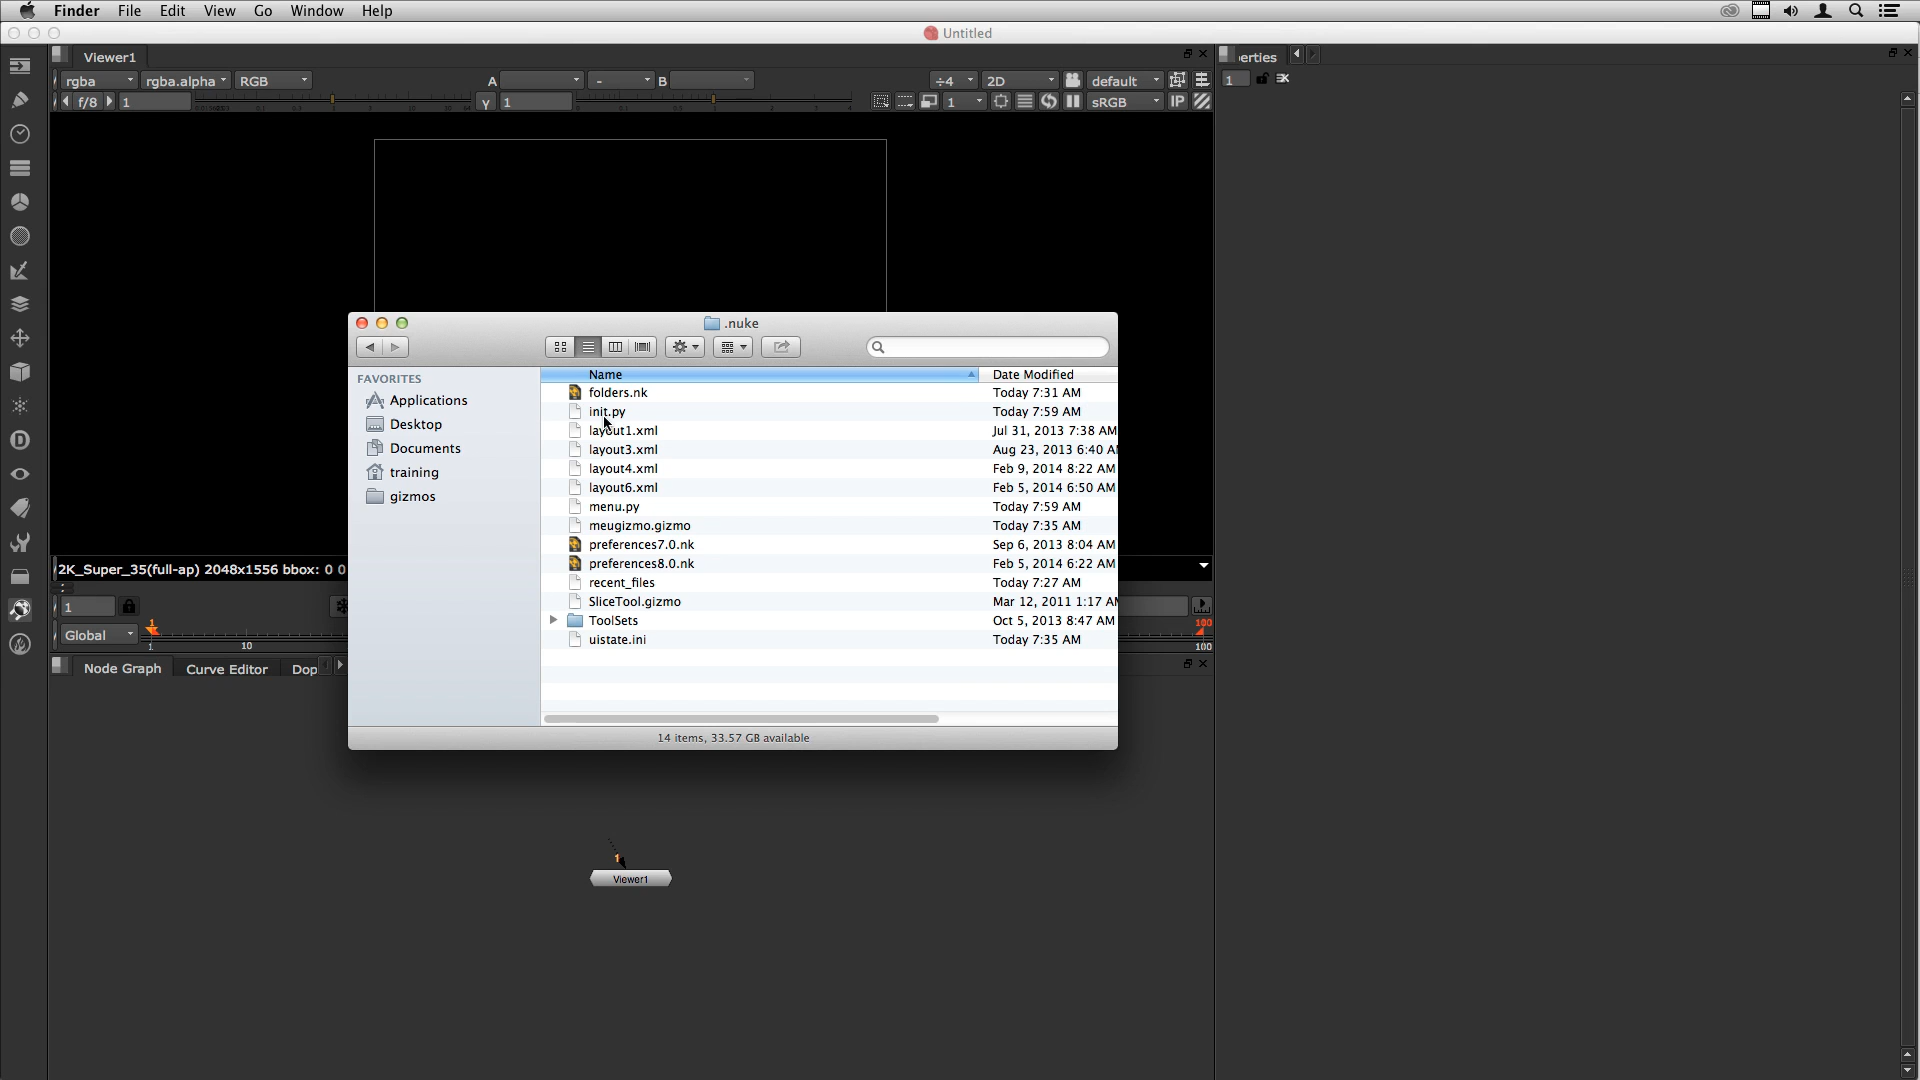 Finder File Edit View Go Window Help
Untitled
Viewer1
erties
rgba rgba.alpha RGB A - B ÷4 2D default
1
f/8 1 γ 1 1 sRGB IP
.nuke
FAVORITES
Applications
Desktop
Documents
training
gizmos
Name Date Modified
folders.nk Today 7:31 AM
init.py Today 7:59 AM
layout1.xml Jul 31, 2013 7:38 AM
layout3.xml Aug 23, 2013 6:40 A
layout4.xml Feb 9, 2014 8:22 AM
layout6.xml Feb 5, 2014 6:50 AM
menu.py Today 7:59 AM
meugizmo.gizmo Today 7:35 AM
preferences7.0.nk Sep 6, 2013 8:04 AM
preferences8.0.nk Feb 5, 2014 6:22 AM
recent_files Today 7:27 AM
SliceTool.gizmo Mar 12, 2011 1:17 A
ToolSets Oct 5, 2013 8:47 AM
uistate.ini Today 7:35 AM
14 items, 33.57 GB available
2K_Super_35(full-ap) 2048x1556 bbox: 0 0
1
Global 1 1 10 100 100
Node Graph Curve Editor Dop
1
Viewer1